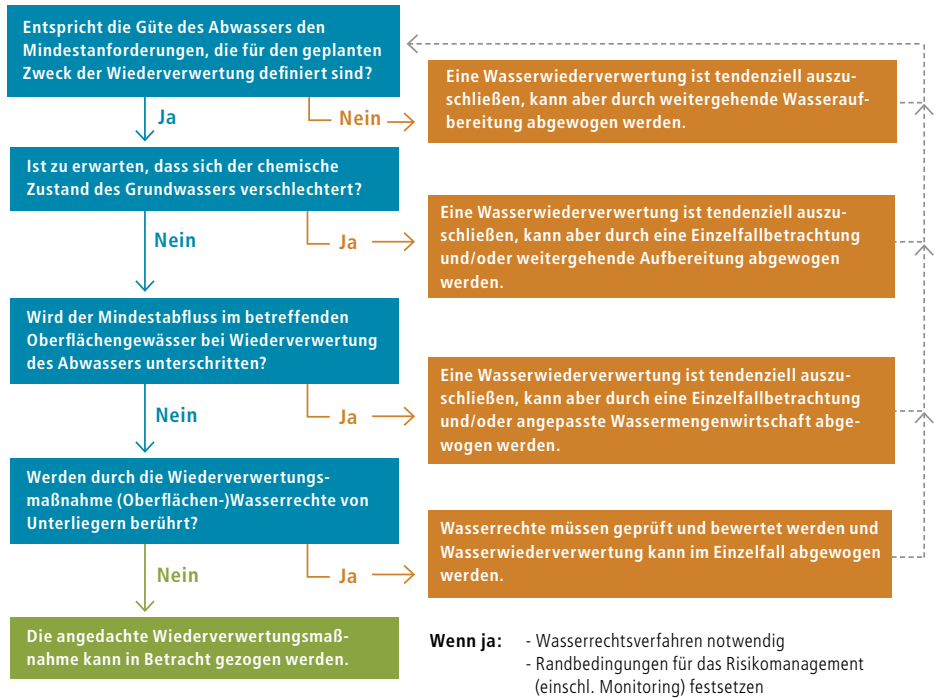 Entspricht die Güte des Abwassers den
Mindestanforderungen, die für den geplanten
Zweck der Wiederverwertung definiert sind?
Ja
Nein
Eine Wasserwiederverwertung ist tendenziell auszu-
schließen, kann aber durch weitergehende Wasserauf-
bereitung abgewogen werden.
Ist zu erwarten, dass sich der chemische
Zustand des Grundwassers verschlechtert?
Nein
Ja
Eine Wasserwiederverwertung ist tendenziell auszu-
schließen, kann aber durch eine Einzelfallbetrachtung
und/oder weitergehende Aufbereitung abgewogen
werden.
Wird der Mindestabfluss im betreffenden
Oberflächengewässer bei Wiederverwertung
des Abwassers unterschritten?
Nein
Ja
Eine Wasserwiederverwertung ist tendenziell auszu-
schließen, kann aber durch eine Einzelfallbetrachtung
und/oder angepasste Wassermengenwirtschaft abge-
wogen werden.
Werden durch die Wiederverwertungs-
maßnahme (Oberflächen-)Wasserrechte von
Unterliegern berührt?
Nein
Ja
Wasserrechte müssen geprüft und bewertet werden und
Wasserwiederverwertung kann im Einzelfall abgewogen
werden.
Die angedachte Wiederverwertungsmaß-
nahme kann in Betracht gezogen werden.
Wenn ja: - Wasserrechtsverfahren notwendig
- Randbedingungen für das Risikomanagement
(einschl. Monitoring) festsetzen